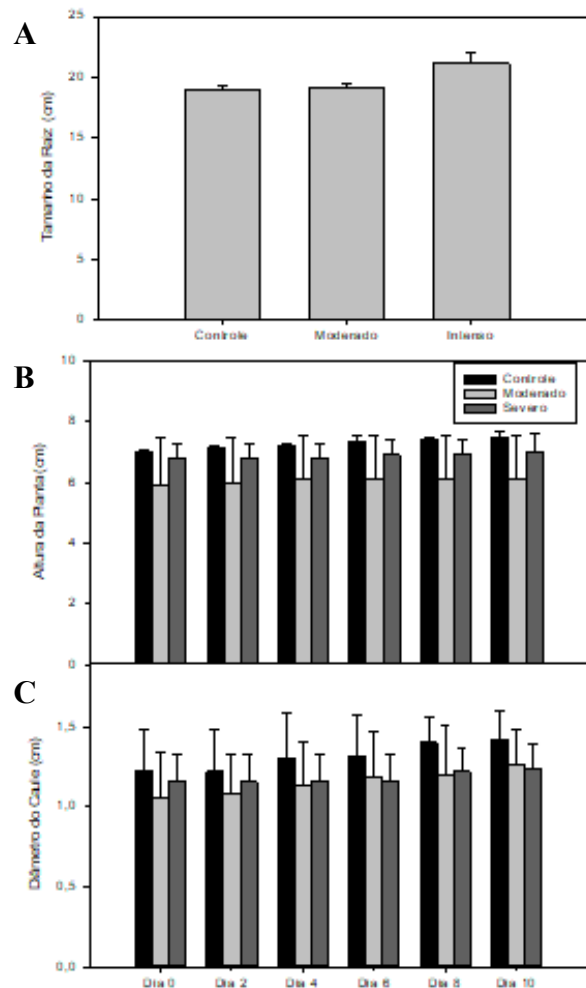 A
Tamanho da Raiz (cm)
25
20
15
10
5
0
Controle Moderado Intenso
B
Altura da Planta (cm)
10
8
6
4
2
0
Controle
Moderado
Severo
C
Diâmetro do Caule (cm)
1,5
1,0
0,5
0,0
Dia 0 Dia 2 Dia 4 Dia 6 Dia 8 Dia 10